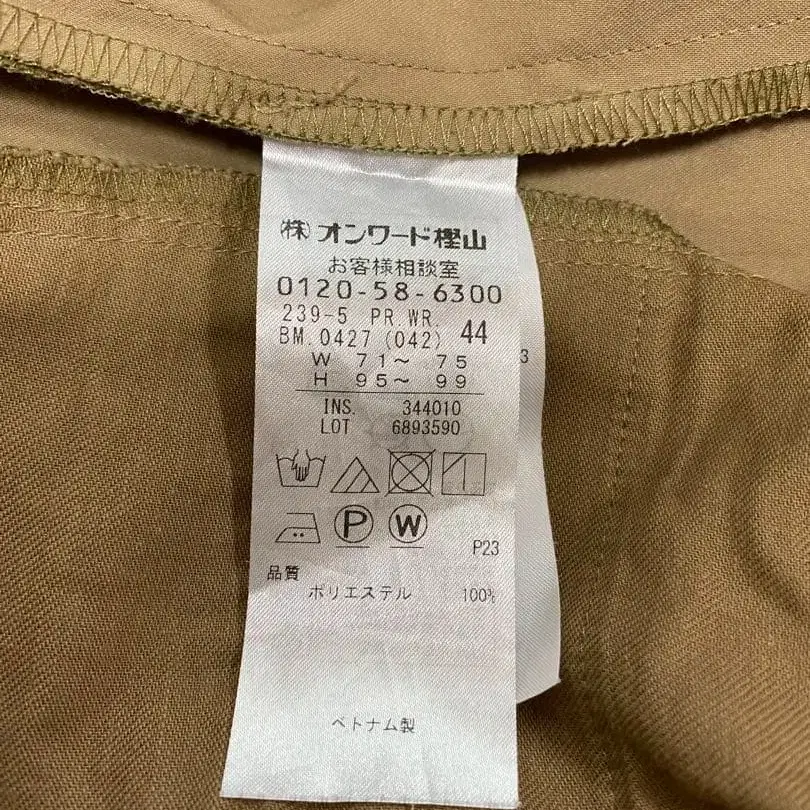 ㈱オンワード樫山
お客様相談室
0120-58-6300
239-5 PR WR. 44
BM.0427(042)
W 71～ 75
H 95～ 99
INS. 344010
LOT 6893590
P W
P23
品質
ポリエステル 100%
ベトナム製
3